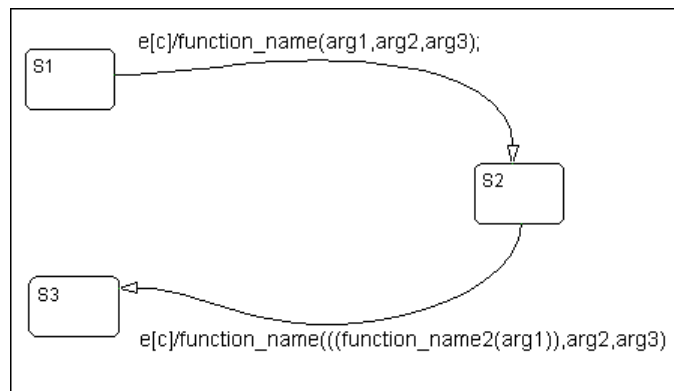 e[c]/function_name(arg1,arg2,arg3);
S1
S2
S3
e[c]/function_name(((function_name2(arg1)),arg2,arg3)